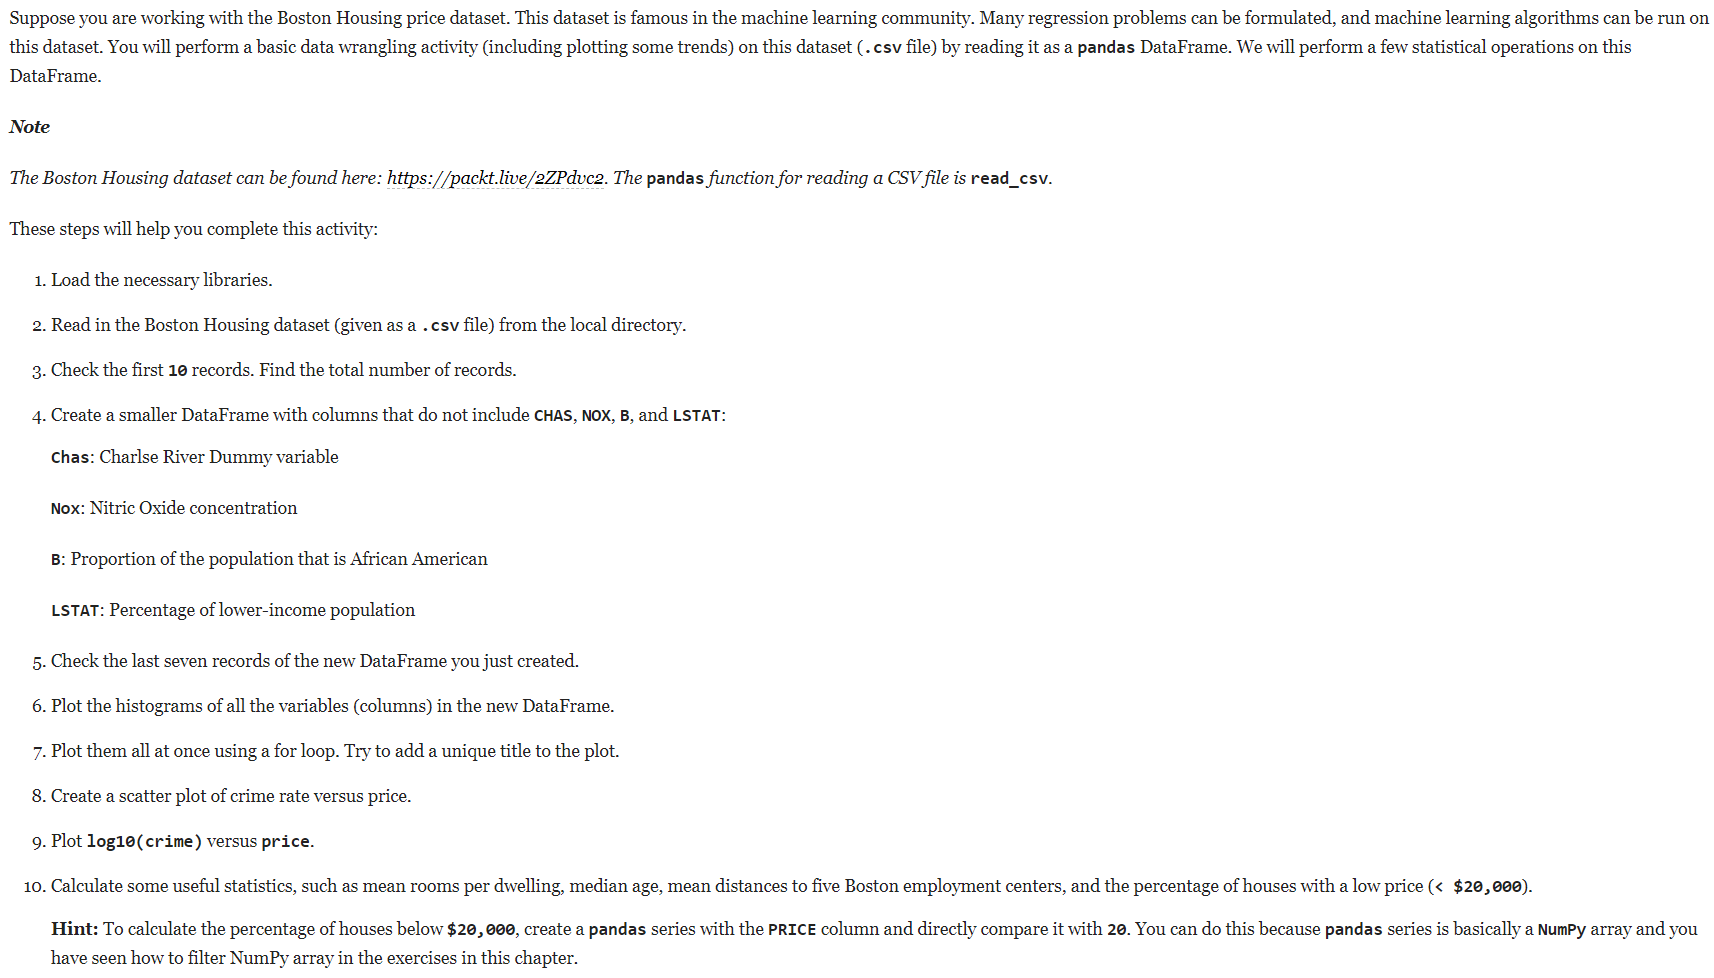 Suppose you are working with the Boston Housing price dataset. This dataset is famous in the machine learning community. Many regression problems can be formulated, and machine learning algorithms can be run on
this dataset. You will perform a basic data wrangling activity (including plotting some trends) on this dataset (.csv file) by reading it as a pandas DataFrame. We will perform a few statistical operations on this
DataFrame.
Note
The Boston Housing dataset can be found here: https://packt.live/2ZPdvc2. The pandas function for reading a CSV file is read_csv.
These steps will help you complete this activity:
1. Load the necessary libraries.
2. Read in the Boston Housing dataset (given as a .csv file) from the local directory.
3. Check the first 10 records. Find the total number of records.
4. Create a smaller DataFrame with columns that do not include CHAS, NOX, B, and LSTAT:
Chas: Charlse River Dummy variable
Nox: Nitric Oxide concentration
B: Proportion of the population that is African American
LSTAT: Percentage of lower-income population
5. Check the last seven records of the new DataFrame you just created.
6. Plot the histograms of all the variables (columns) in the new DataFrame.
7. Plot them all at once using a for loop. Try to add a unique title to the plot.
8. Create a scatter plot of crime rate versus price.
9. Plot log10(crime) versus price.
10. Calculate some useful statistics, such as mean rooms per dwelling, median age, mean distances to five Boston employment centers, and the percentage of houses with a low price (< $20,000).
Hint: To calculate the percentage of houses below $20,000, create a pandas series with the PRICE column and directly compare it with 20. You can do this because pandas series is basically a NumPy array and you
have seen how to filter NumPy array in the exercises in this chapter.